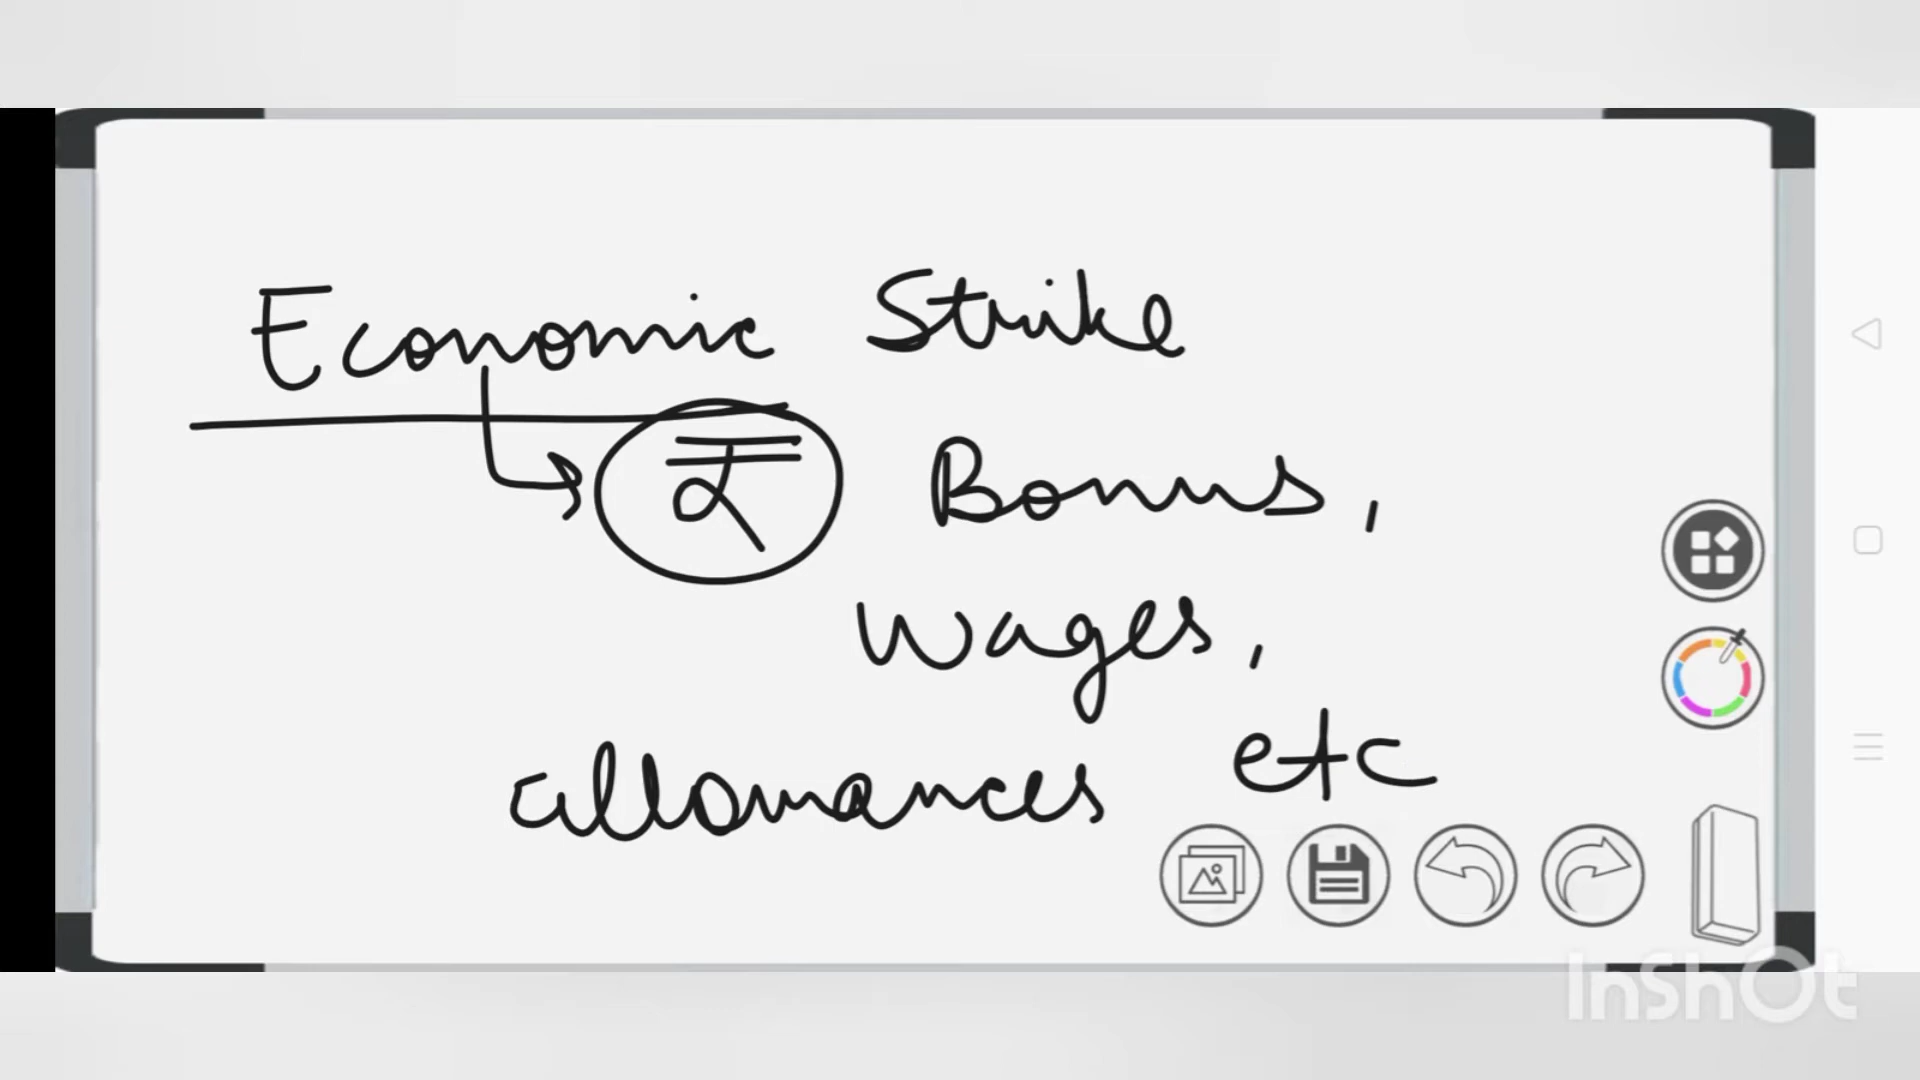 Economic Strike
₹ Bonus,
Wages,
allowances etc
InShOt